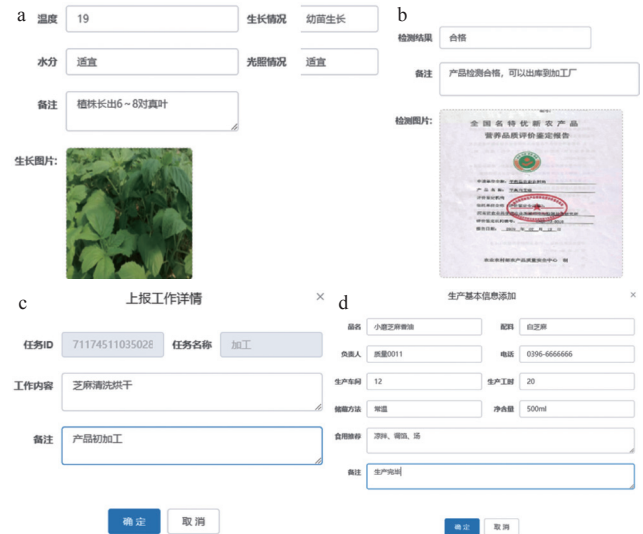 a
温度 19 生长情况 幼苗生长
水分 适宜 光照情况 适宜
备注 植株长出6～8对真叶
生长图片:
b
检测结果 合格
备注 产品检测合格，可以出库到加工厂
检测图片:
全国名特优新农产品
营养品质评价鉴定报告
c
上报工作详情 ×
任务ID 71174511035028 任务名称 加工
工作内容 芝麻清洗烘干
备注 产品初加工
确定 取消
d
生产基本信息添加 ×
品名 小磨芝麻香油 配料 白芝麻
负责人 质量0011 电话 0396-6666666
生产车间 12 生产工时 20
储藏方法 常温 净含量 500ml
食用推荐 凉拌、调馅、汤
备注 生产完毕
确定 取消